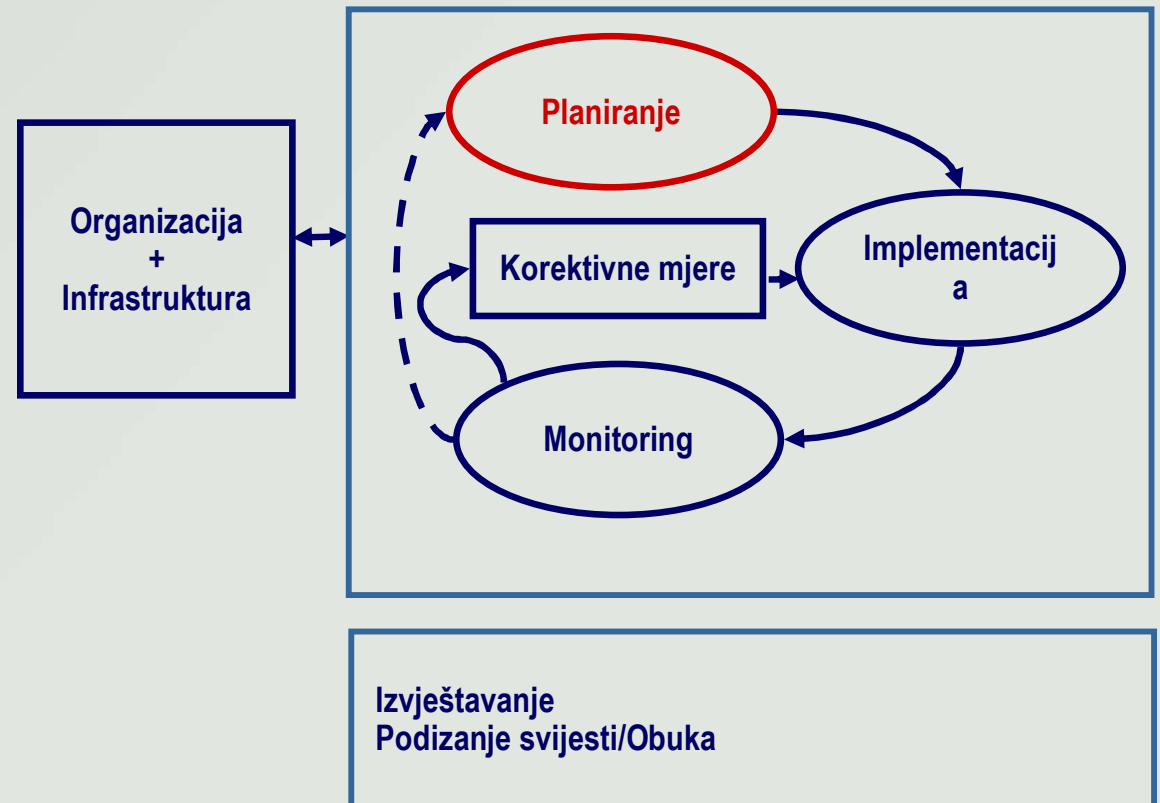 Planiranje
Organizacija
+
Infrastruktura
Korektivne mjere
Implementacij
a
Monitoring
Izvještavanje
Podizanje svijesti/Obuka